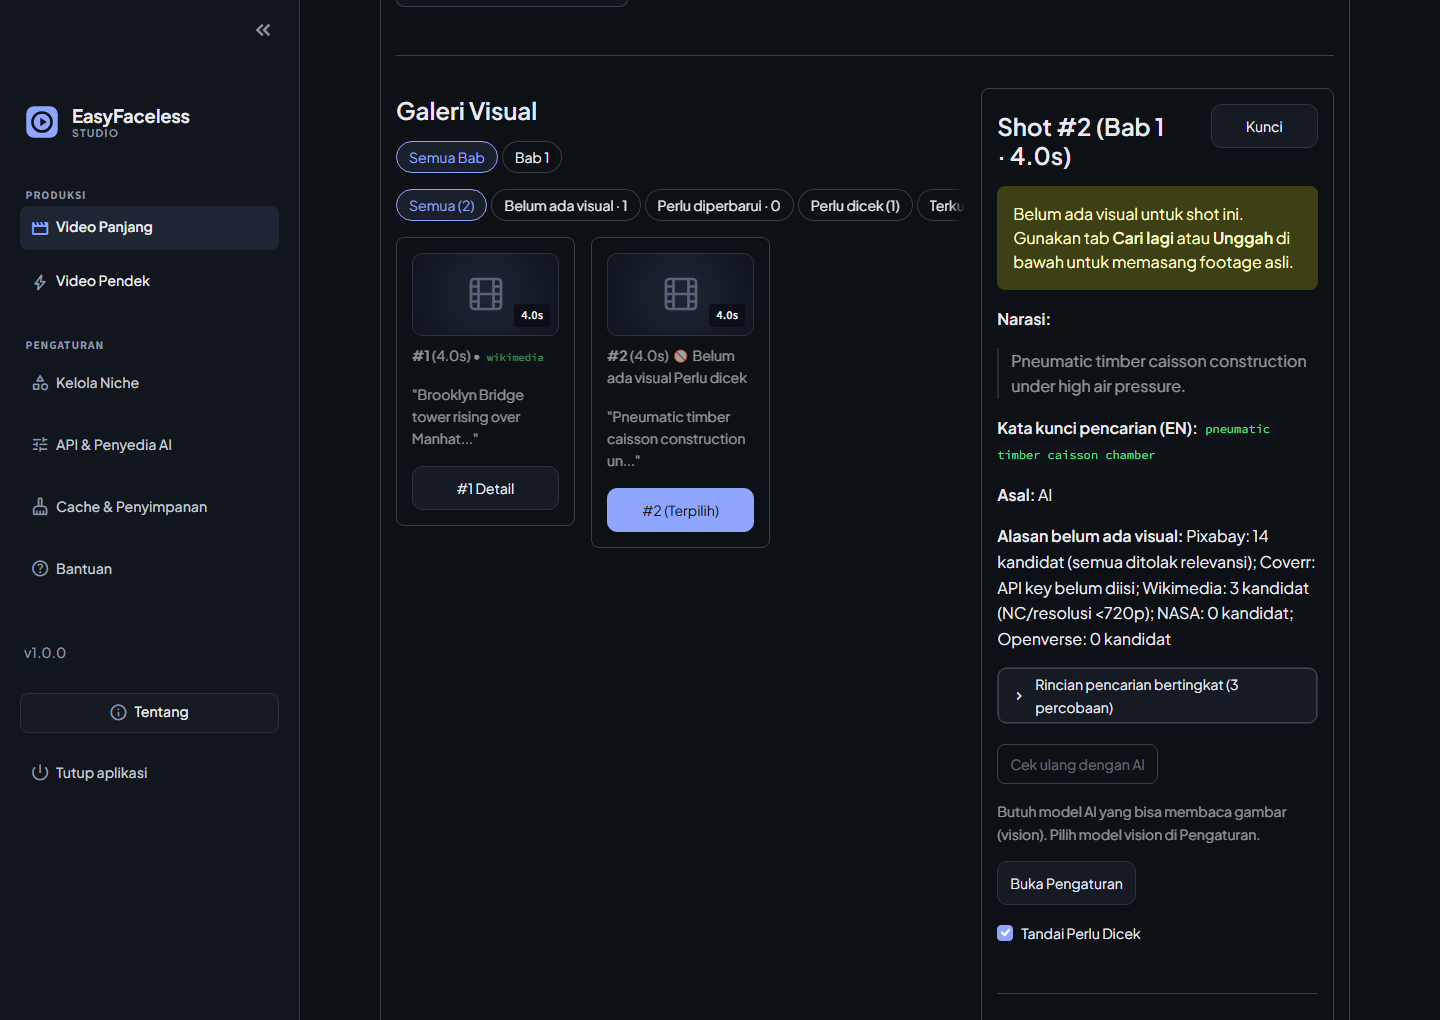 EasyFaceless
STUDIO
PRODUKSI
Video Panjang
Video Pendek
PENGATURAN
Kelola Niche
API & Penyedia AI
Cache & Penyimpanan
Bantuan
v1.0.0
Tentang
Tutup aplikasi
Galeri Visual
Semua Bab
Bab 1
Semua (2)
Belum ada visual · 1
Perlu diperbarui · 0
Perlu dicek (1)
Terku
4.0s
#1 (4.0s) • wikimedia
"Brooklyn Bridge
tower rising over
Manhat..."
#1 Detail
4.0s
#2 (4.0s) 🚫 Belum
ada visual Perlu dicek
"Pneumatic timber
caisson construction
un..."
#2 (Terpilih)
Shot #2 (Bab 1
· 4.0s)
Kunci
Belum ada visual untuk shot ini.
Gunakan tab Cari lagi atau Unggah di
bawah untuk memasang footage asli.
Narasi:
Pneumatic timber caisson construction
under high air pressure.
Kata kunci pencarian (EN): pneumatic
timber caisson chamber
Asal: AI
Alasan belum ada visual: Pixabay: 14
kandidat (semua ditolak relevansi); Coverr:
API key belum diisi; Wikimedia: 3 kandidat
(NC/resolusi <720p); NASA: 0 kandidat;
Openverse: 0 kandidat
Rincian pencarian bertingkat (3
percobaan)
Cek ulang dengan AI
Butuh model AI yang bisa membaca gambar
(vision). Pilih model vision di Pengaturan.
Buka Pengaturan
Tandai Perlu Dicek